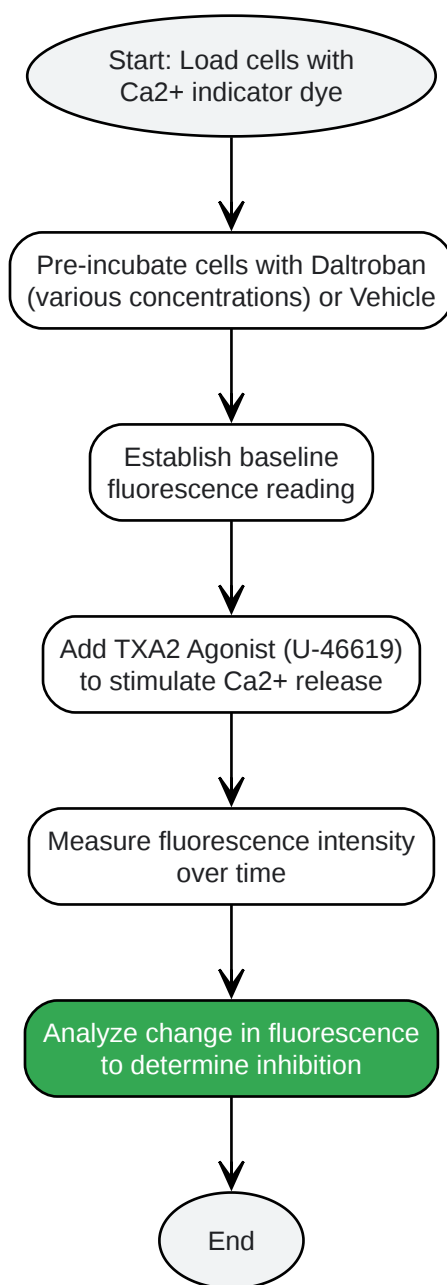 Start: Load cells with
Ca2+ indicator dye
Pre-incubate cells with Daltroban
(various concentrations) or Vehicle
Establish baseline
fluorescence reading
Add TXA2 Agonist (U-46619)
to stimulate Ca2+ release
Measure fluorescence intensity
over time
Analyze change in fluorescence
to determine inhibition
End